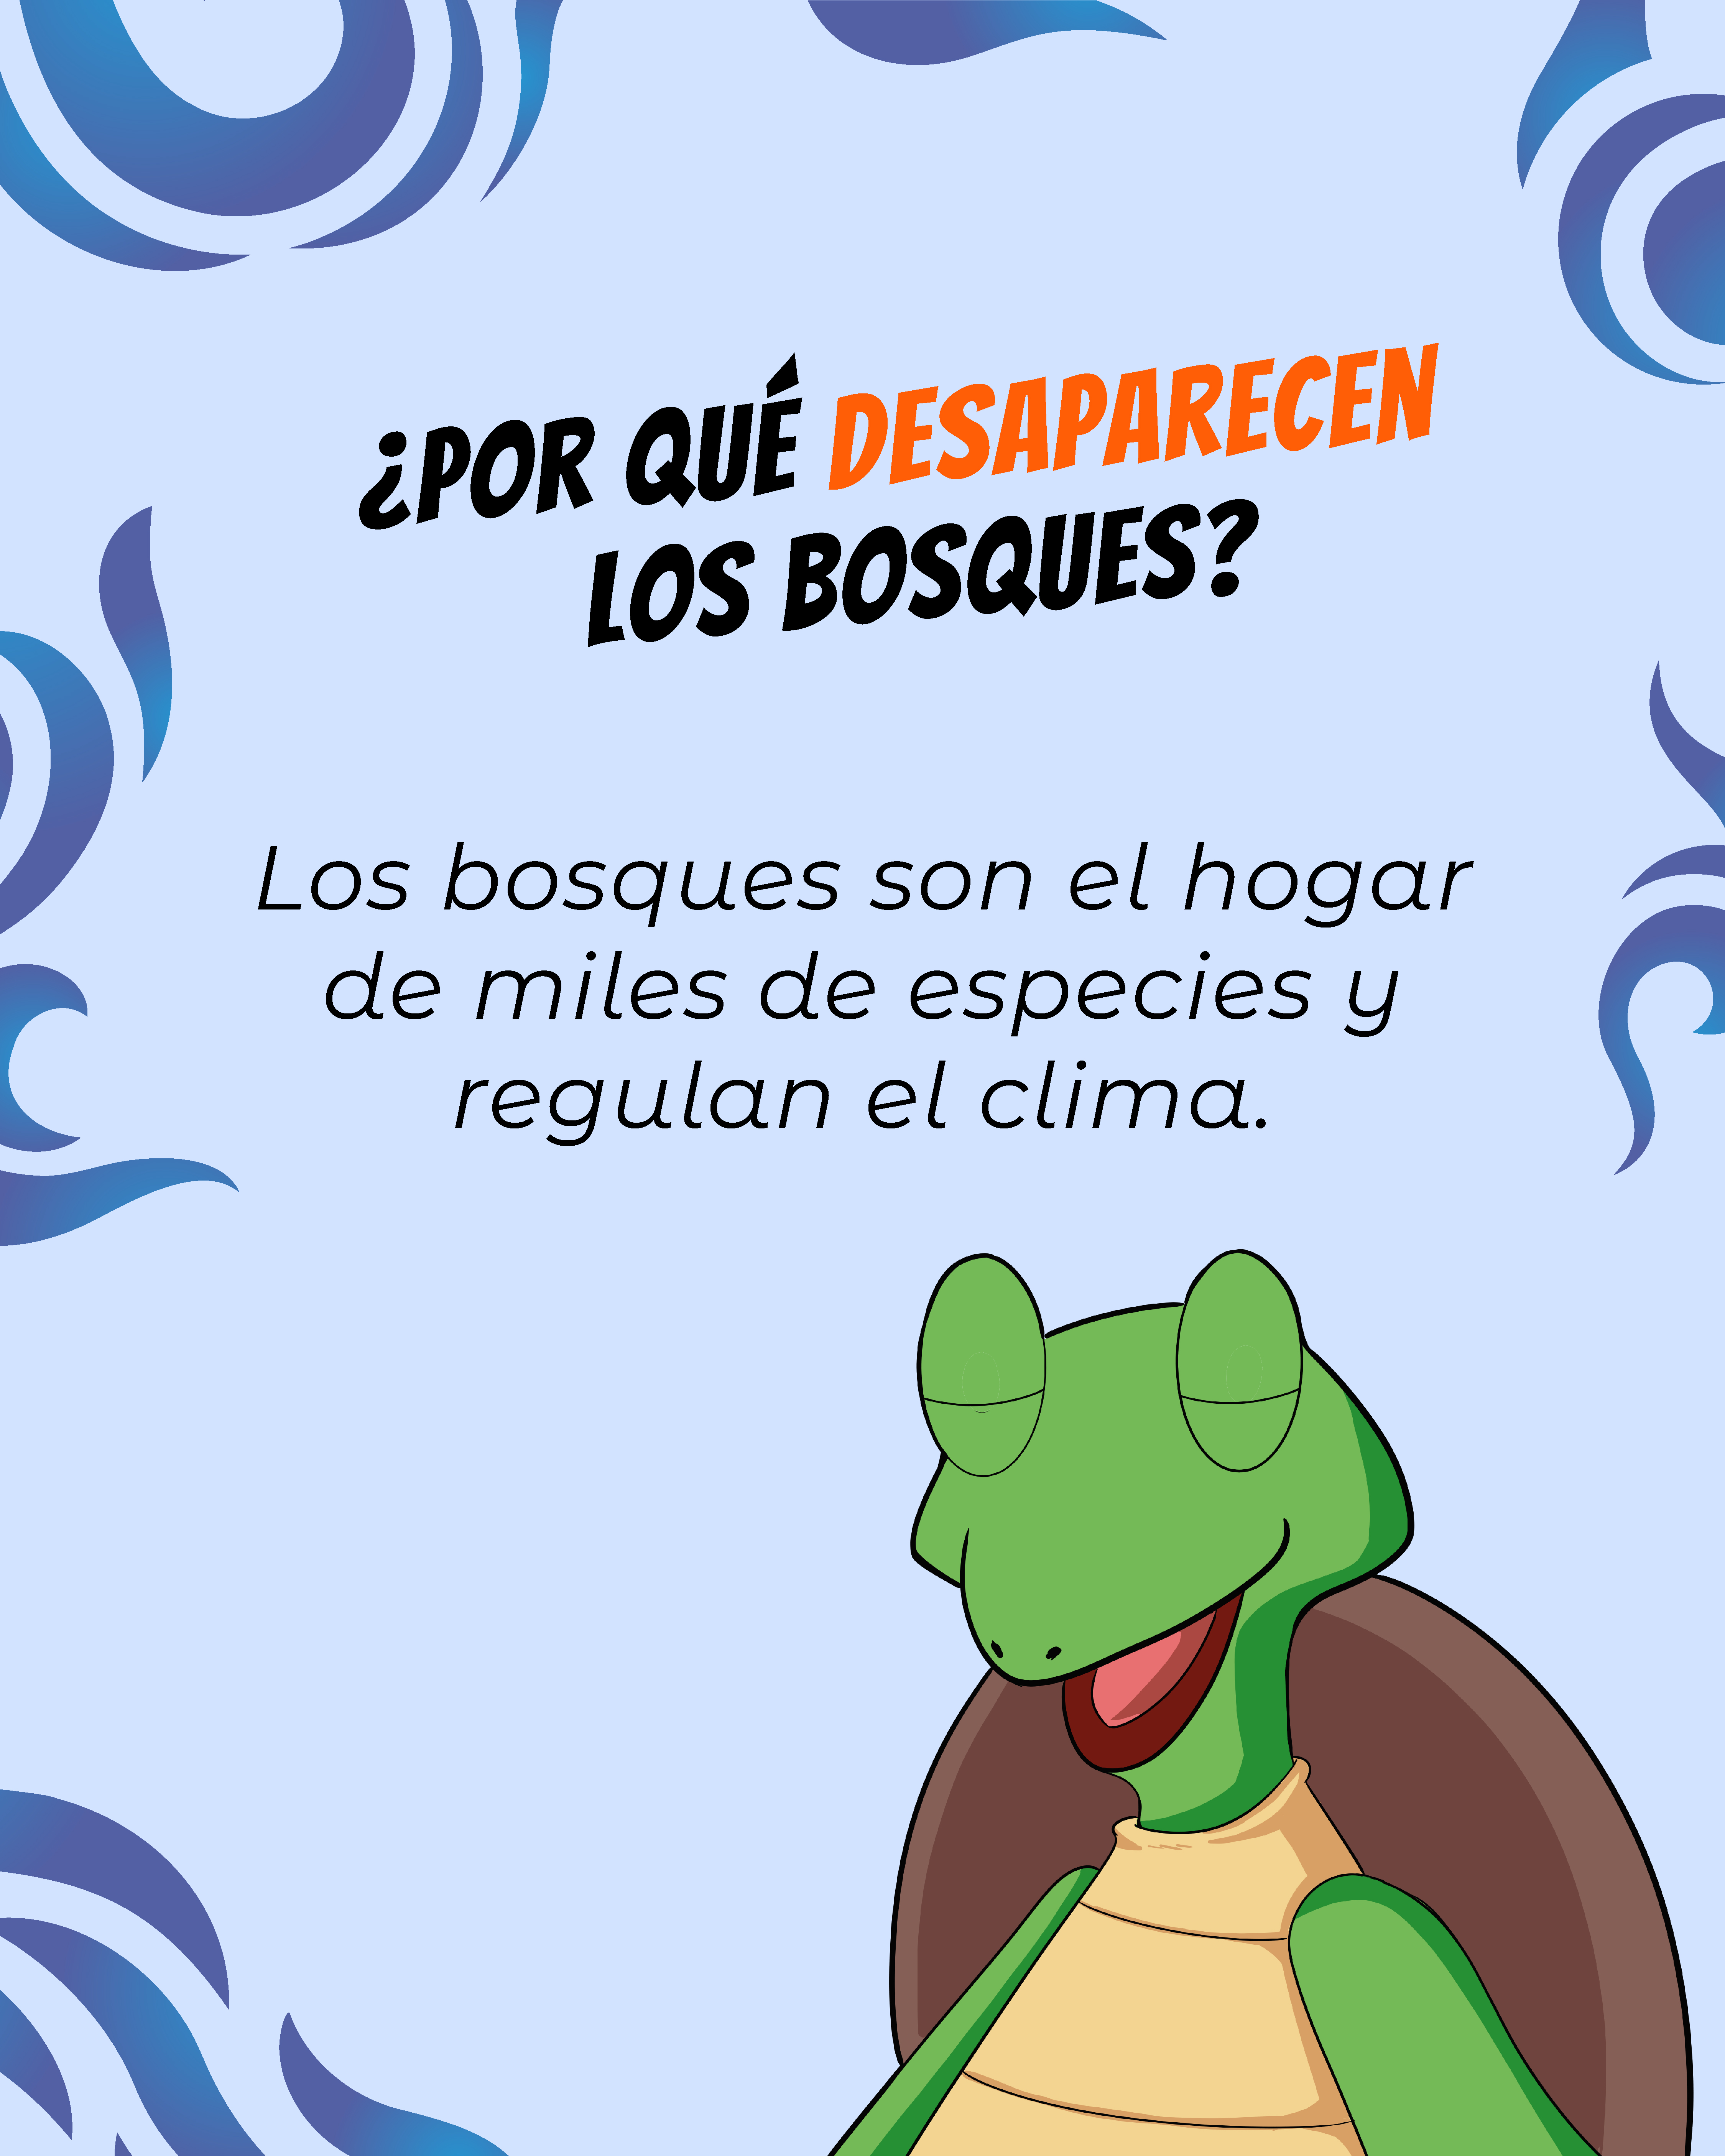 ¿POR QUÉ DESAPARECEN
LOS BOSQUES?
Los bosques son el hogar
de miles de especies y
regulan el clima.